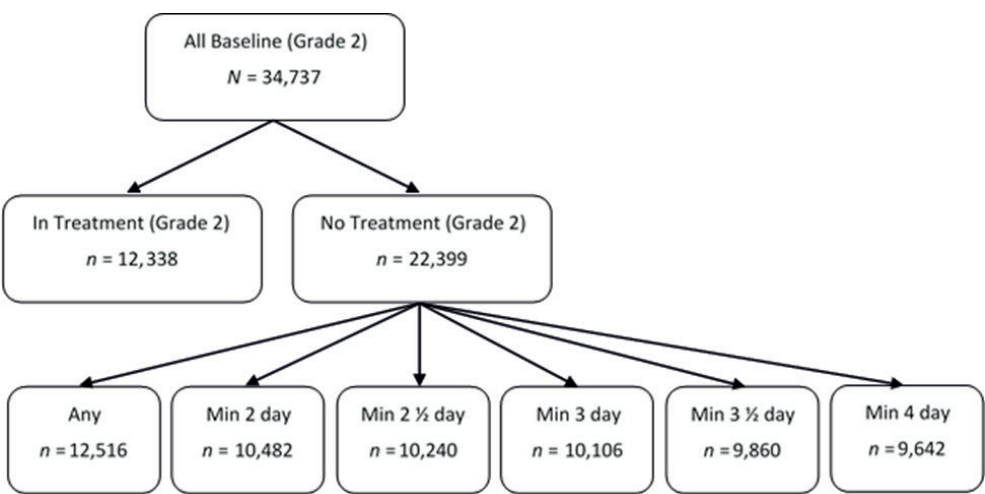 All Baseline (Grade 2)
N = 34,737
In Treatment (Grade 2)
n = 12,338
No Treatment (Grade 2)
n = 22,399
Any
n = 12,516
Min 2 day
n = 10,482
Min 2 ½ day
n = 10,240
Min 3 day
n = 10,106
Min 3 ½ day
n = 9,860
Min 4 day
n = 9,642